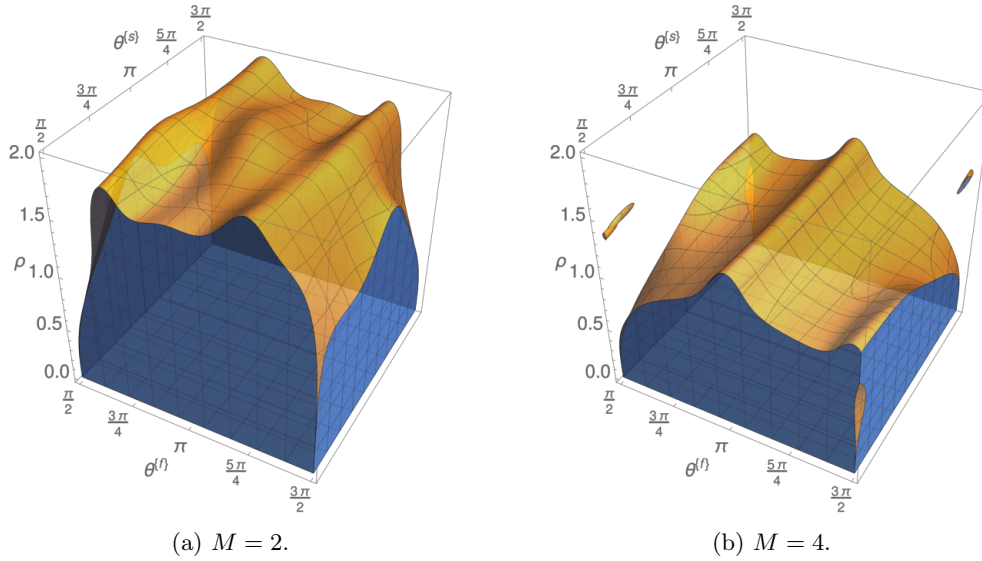 3π/2
θ{s}
5π/4
π
3π/4
π/2
2.0
1.5
ρ
1.0
0.5
0.0
π/2
3π/4
π
θ{f}
5π/4
3π/2
(a) M = 2.
3π/2
θ{s}
5π/4
π
3π/4
π/2
2.0
1.5
ρ
1.0
0.5
0.0
π/2
3π/4
π
θ{f}
5π/4
3π/2
(b) M = 4.